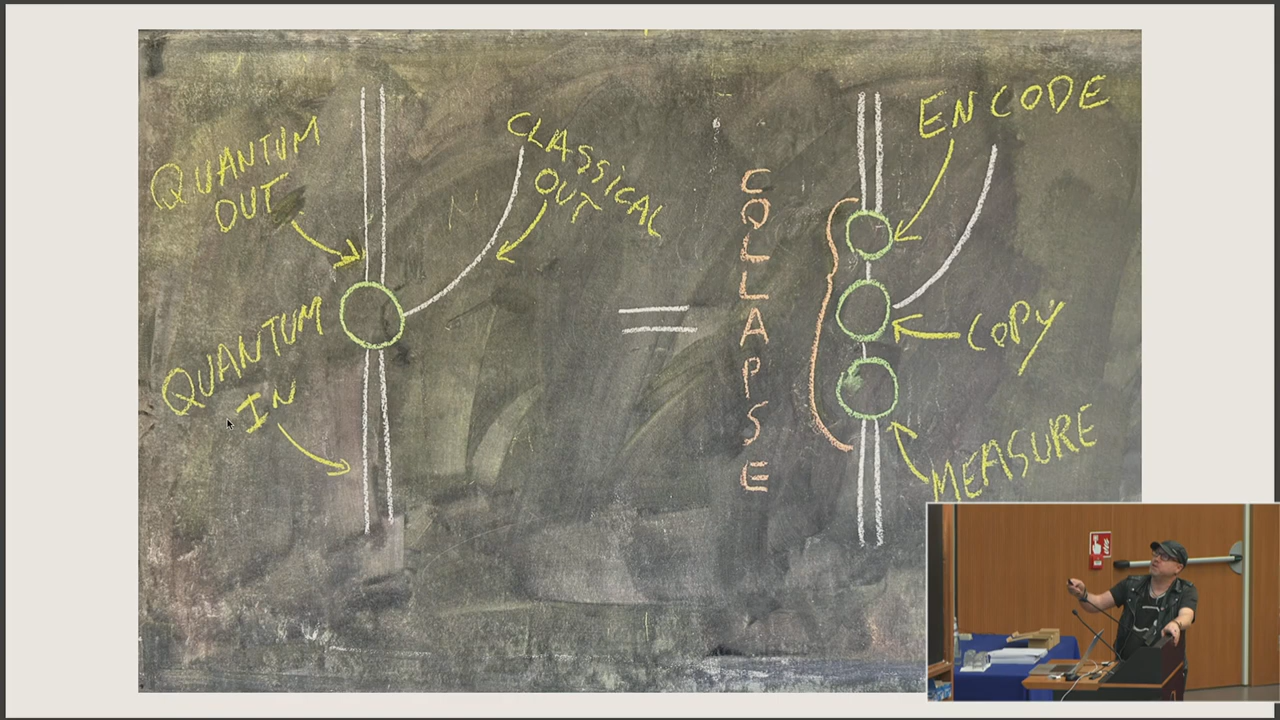 QUANTUM
OUT
CLASSICAL
OUT
QUANTUM
IN
=
COLLAPSE
ENCODE
COPY
MEASURE